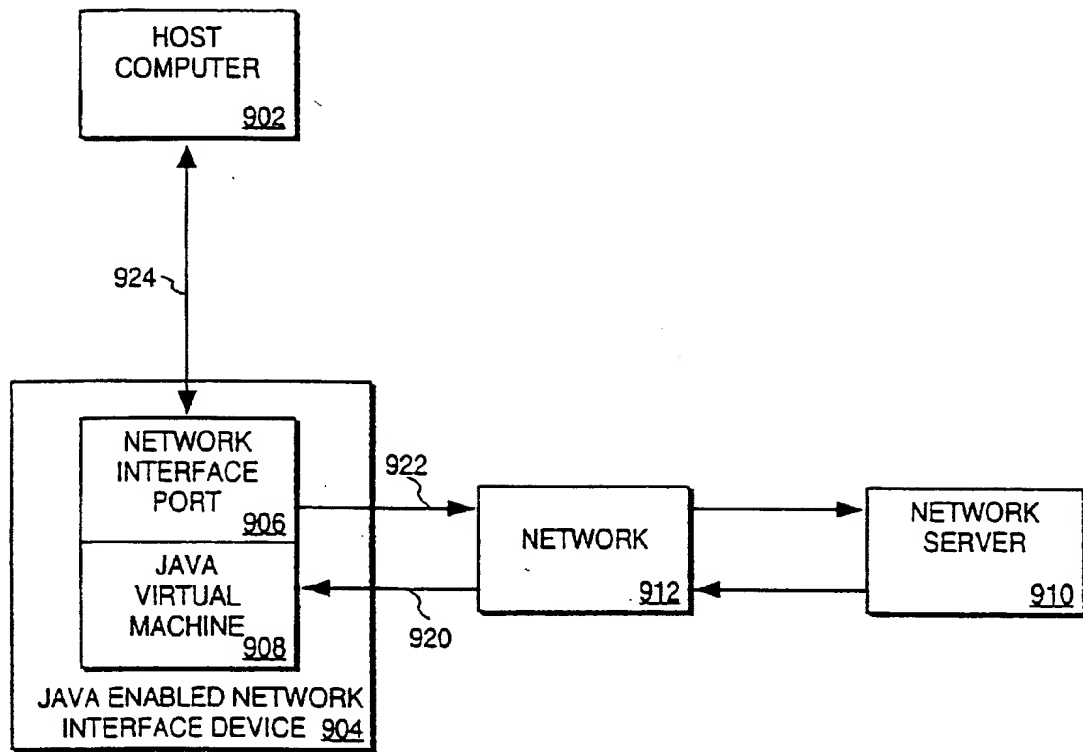 HOST
COMPUTER
902
924
NETWORK
INTERFACE
PORT
906
JAVA
VIRTUAL
MACHINE
908
JAVA ENABLED NETWORK
INTERFACE DEVICE 904
922
920
NETWORK
912
NETWORK
SERVER
910